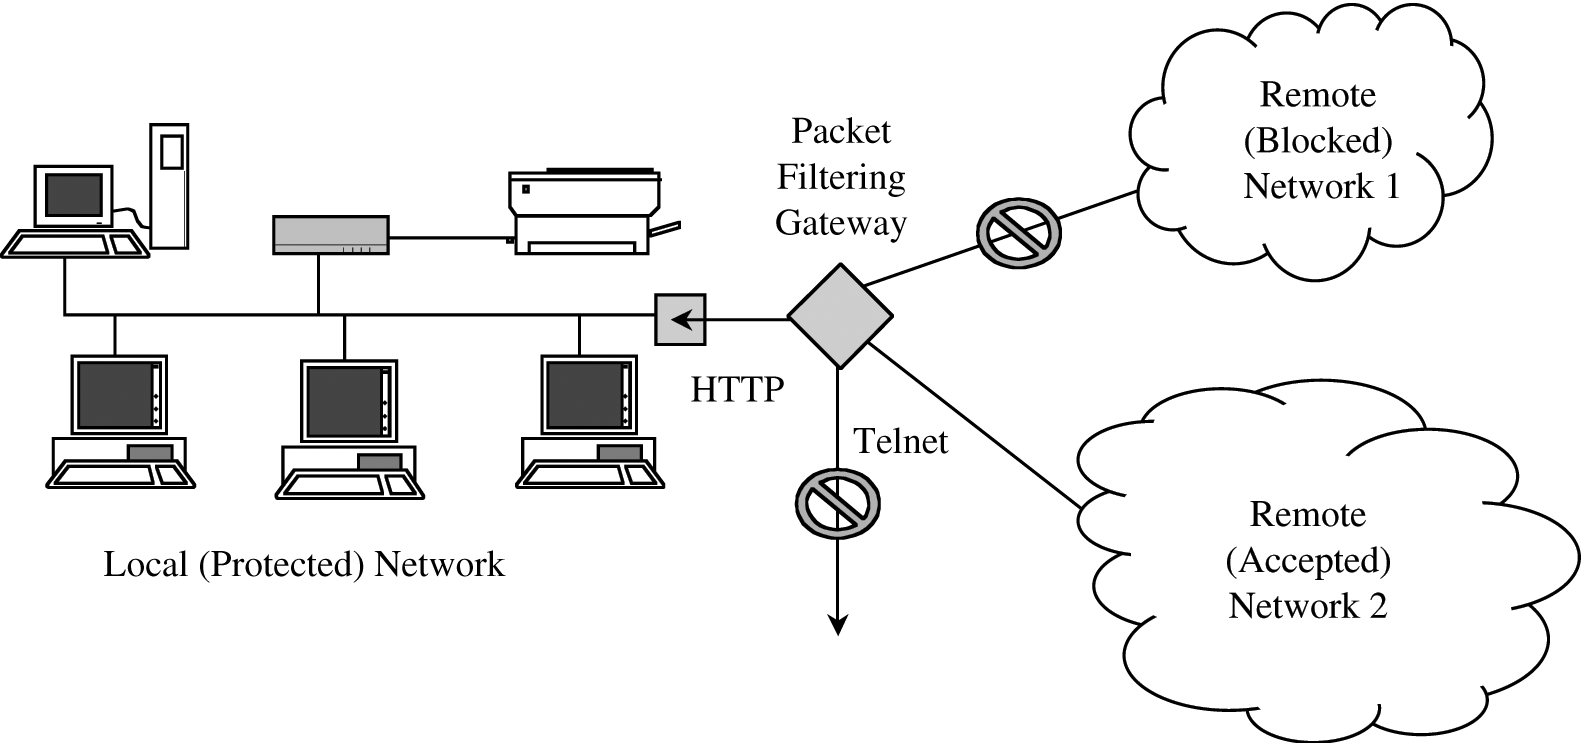 Packet
Filtering
Gateway
Remote
(Blocked)
Network 1
HTTP
Telnet
Local (Protected) Network
Remote
(Accepted)
Network 2